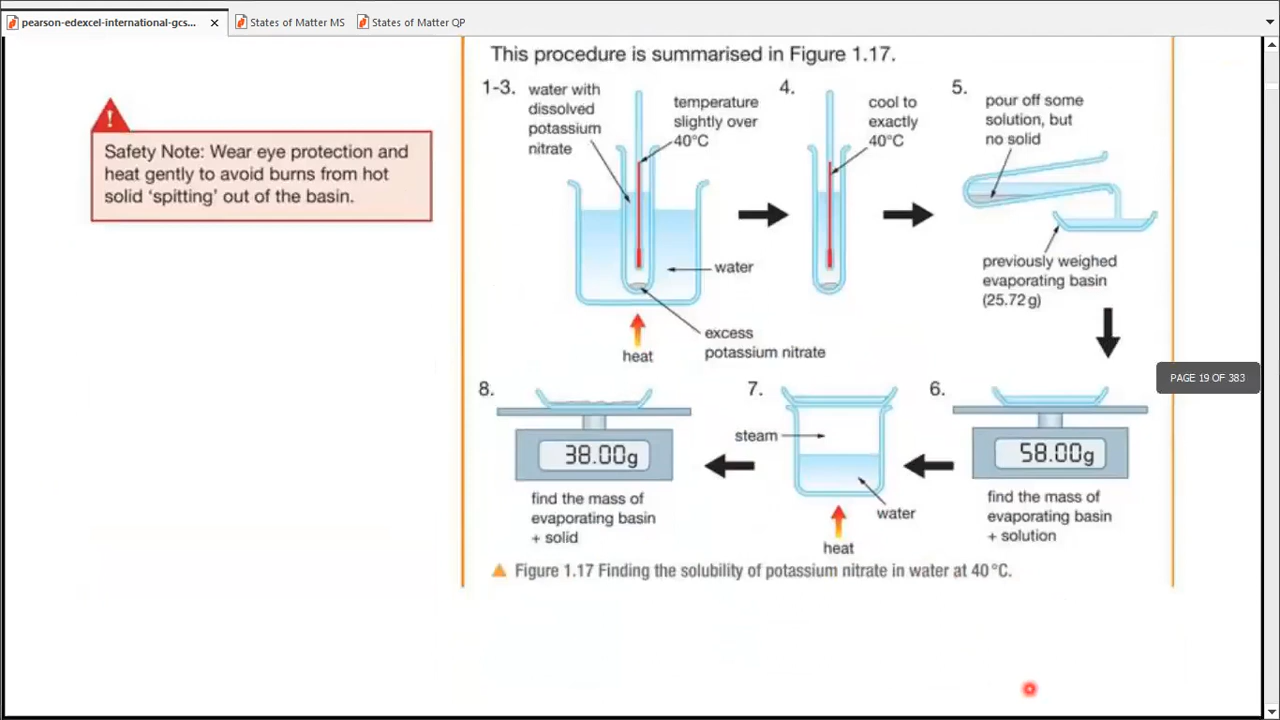 pearson-edexcel-international-gcs...
States of Matter MS
States of Matter QP
This procedure is summarised in Figure 1.17.
!
Safety Note: Wear eye protection and
heat gently to avoid burns from hot
solid ‘spitting’ out of the basin.
1-3.
water with
dissolved
potassium
nitrate
temperature
slightly over
40°C
water
excess
potassium nitrate
heat
4.
cool to
exactly
40°C
5.
pour off some
solution, but
no solid
previously weighed
evaporating basin
(25.72 g)
PAGE 19 OF 383
8.
38.00g
find the mass of
evaporating basin
+ solid
7.
steam
water
heat
6.
58.00g
find the mass of
evaporating basin
+ solution
Figure 1.17 Finding the solubility of potassium nitrate in water at 40 °C.